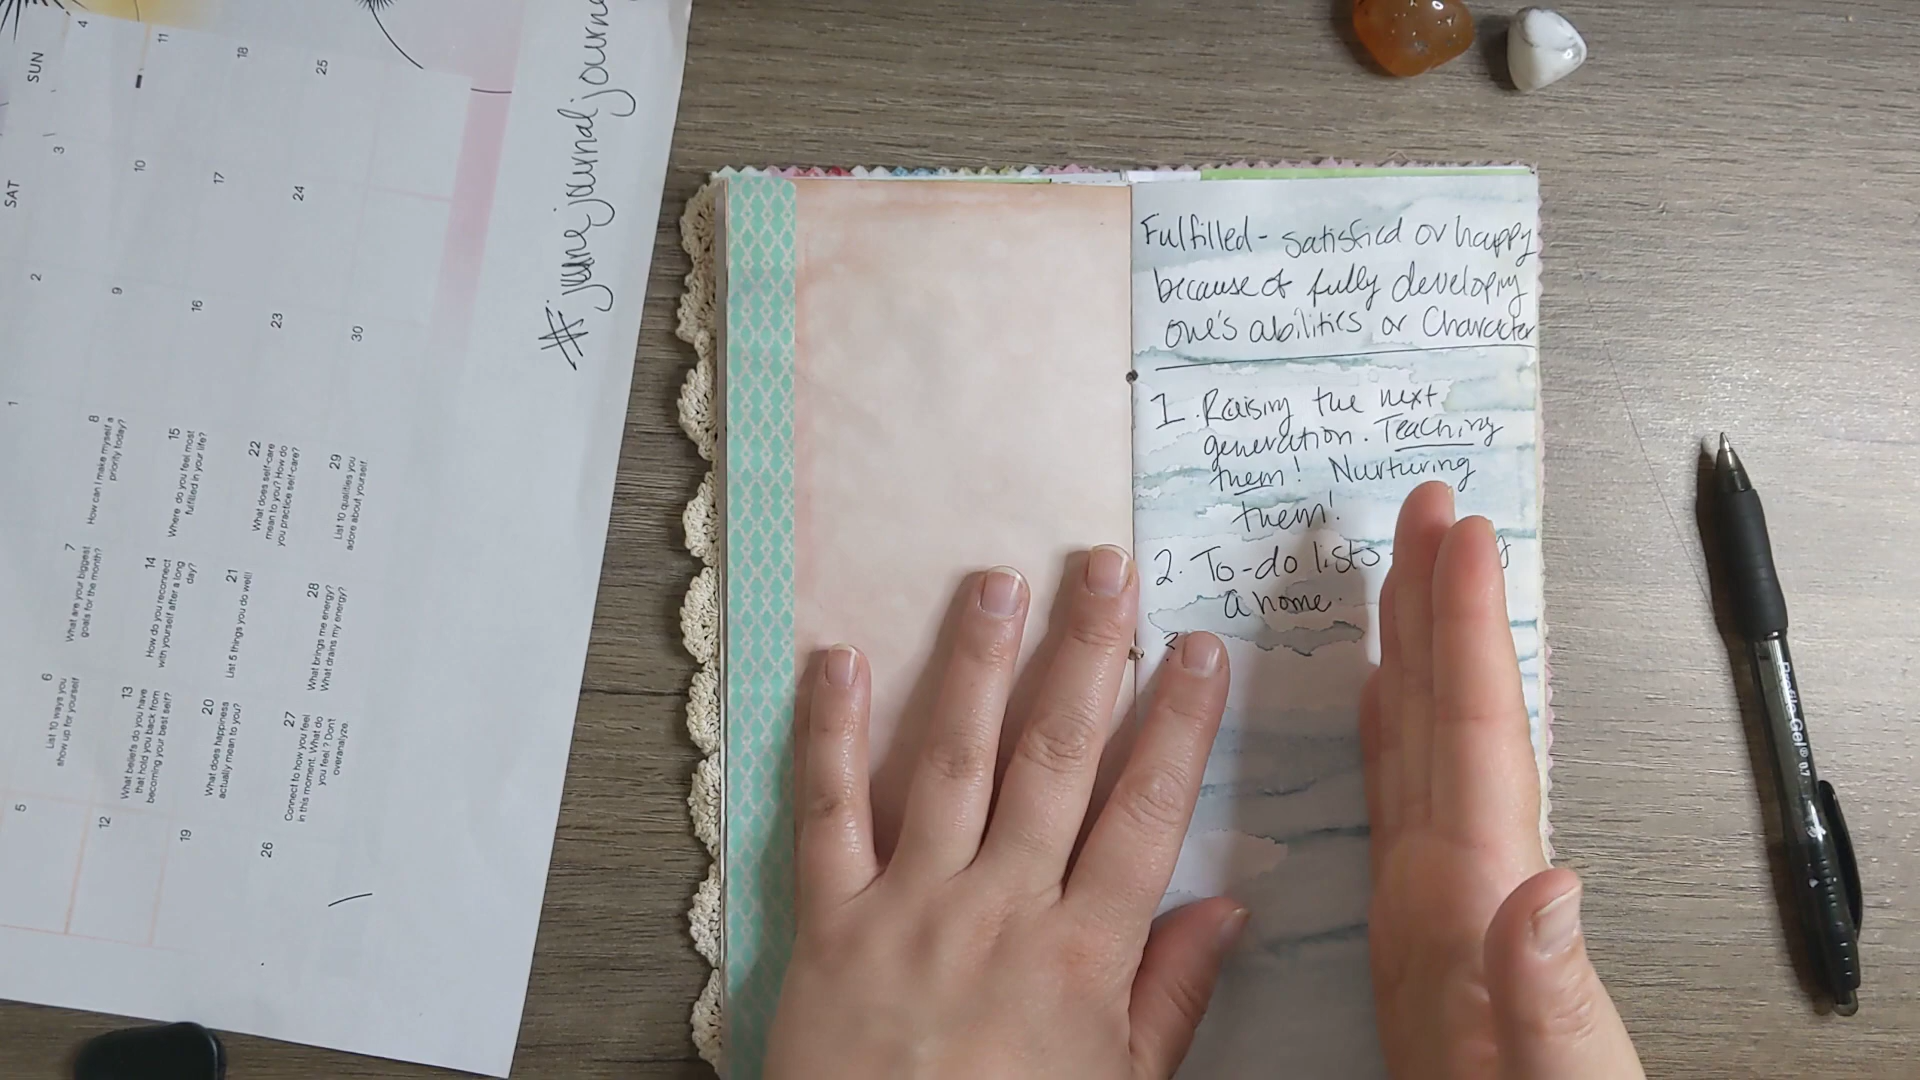 Fulfilled - satisfied or happy
because of fully developing
one's abilities or Character
1. Raising the next
generation. Teaching
them! Nurturing
them!
2. To-do lists -
a home.
3
#junejournaljourney
SUN
SAT
4
11
18
25
3
10
17
24
2
9
16
23
30
1
8
How can I make myself a
priority today?
15
Where do you feel most
fulfilled in your life?
22
What does self-care
mean to you? How do
you practice self-care?
29
List 10 qualities you
adore about yourself
7
What are your biggest
goals for the month?
14
How do you reconnect
with yourself after a long
day?
21
List 5 things you do well!
28
What brings me energy?
What drains my energy?
6
List 10 ways you
show up for yourself
13
What beliefs do you have
that hold you back from
becoming your best self?
20
What does happiness
actually mean to you?
27
Connect to how you feel
in this moment. What do
you feel? Don't
overanalyze.
5
12
19
26
Gel 0.7